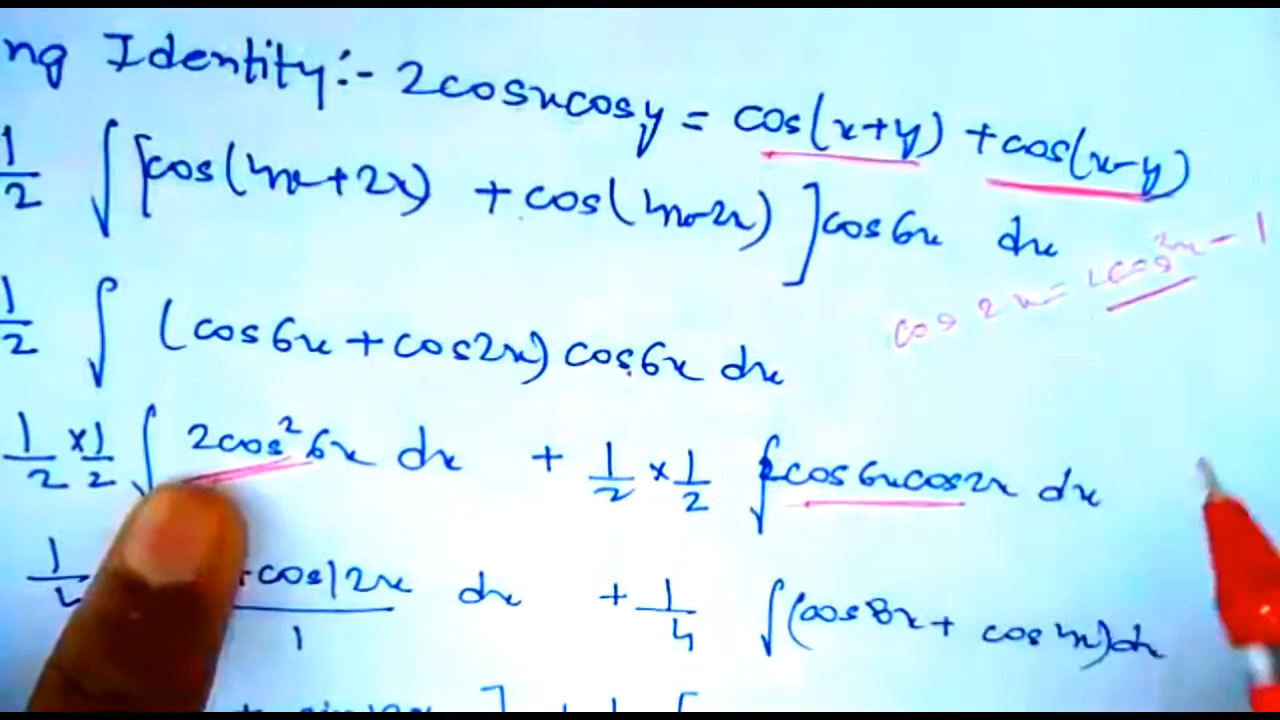 ng Identity:- 2cosxcosy = cos(x+y) + cos(x-y)
1/2 ∫[cos(4x+2x) + cos(4x-2x)]cos6x dx
cos 2x = 2cos²x - 1
1/2 ∫ (cos6x + cos2x) cos6x dx
1/2 × 1/2 ∫ 2cos²6x dx + 1/2 × 1/2 ∫ 2cos6xcos2x dx
1/4 +cos12x/1 dx + 1/4 ∫(cos8x + cos4x)dx